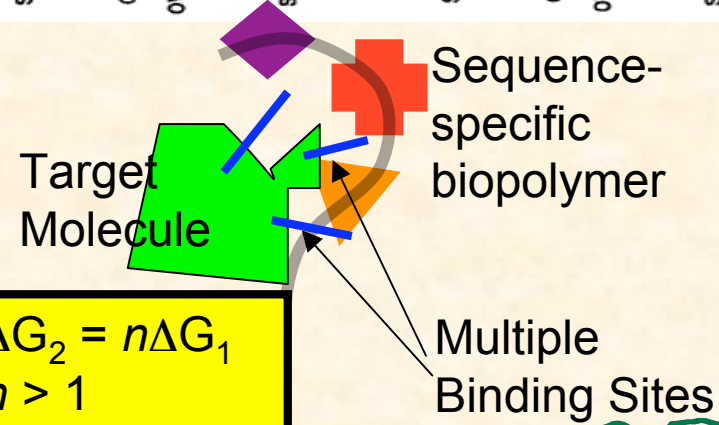 Sequence-
specific
biopolymer
Target
Molecule
ΔG₂ = nΔG₁
n > 1
Multiple
Binding Sites